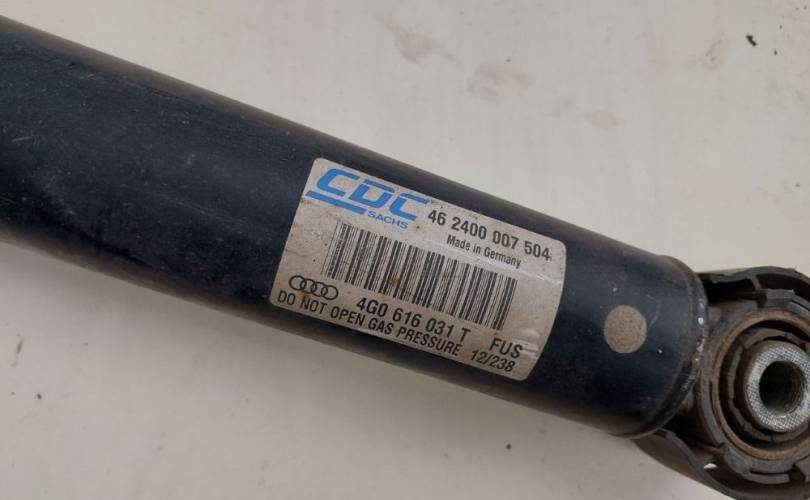 CDC
SACHS
46 2400 007 504
Made in Germany
4G0 616 031 T FUS
DO NOT OPEN GAS PRESSURE 12/238